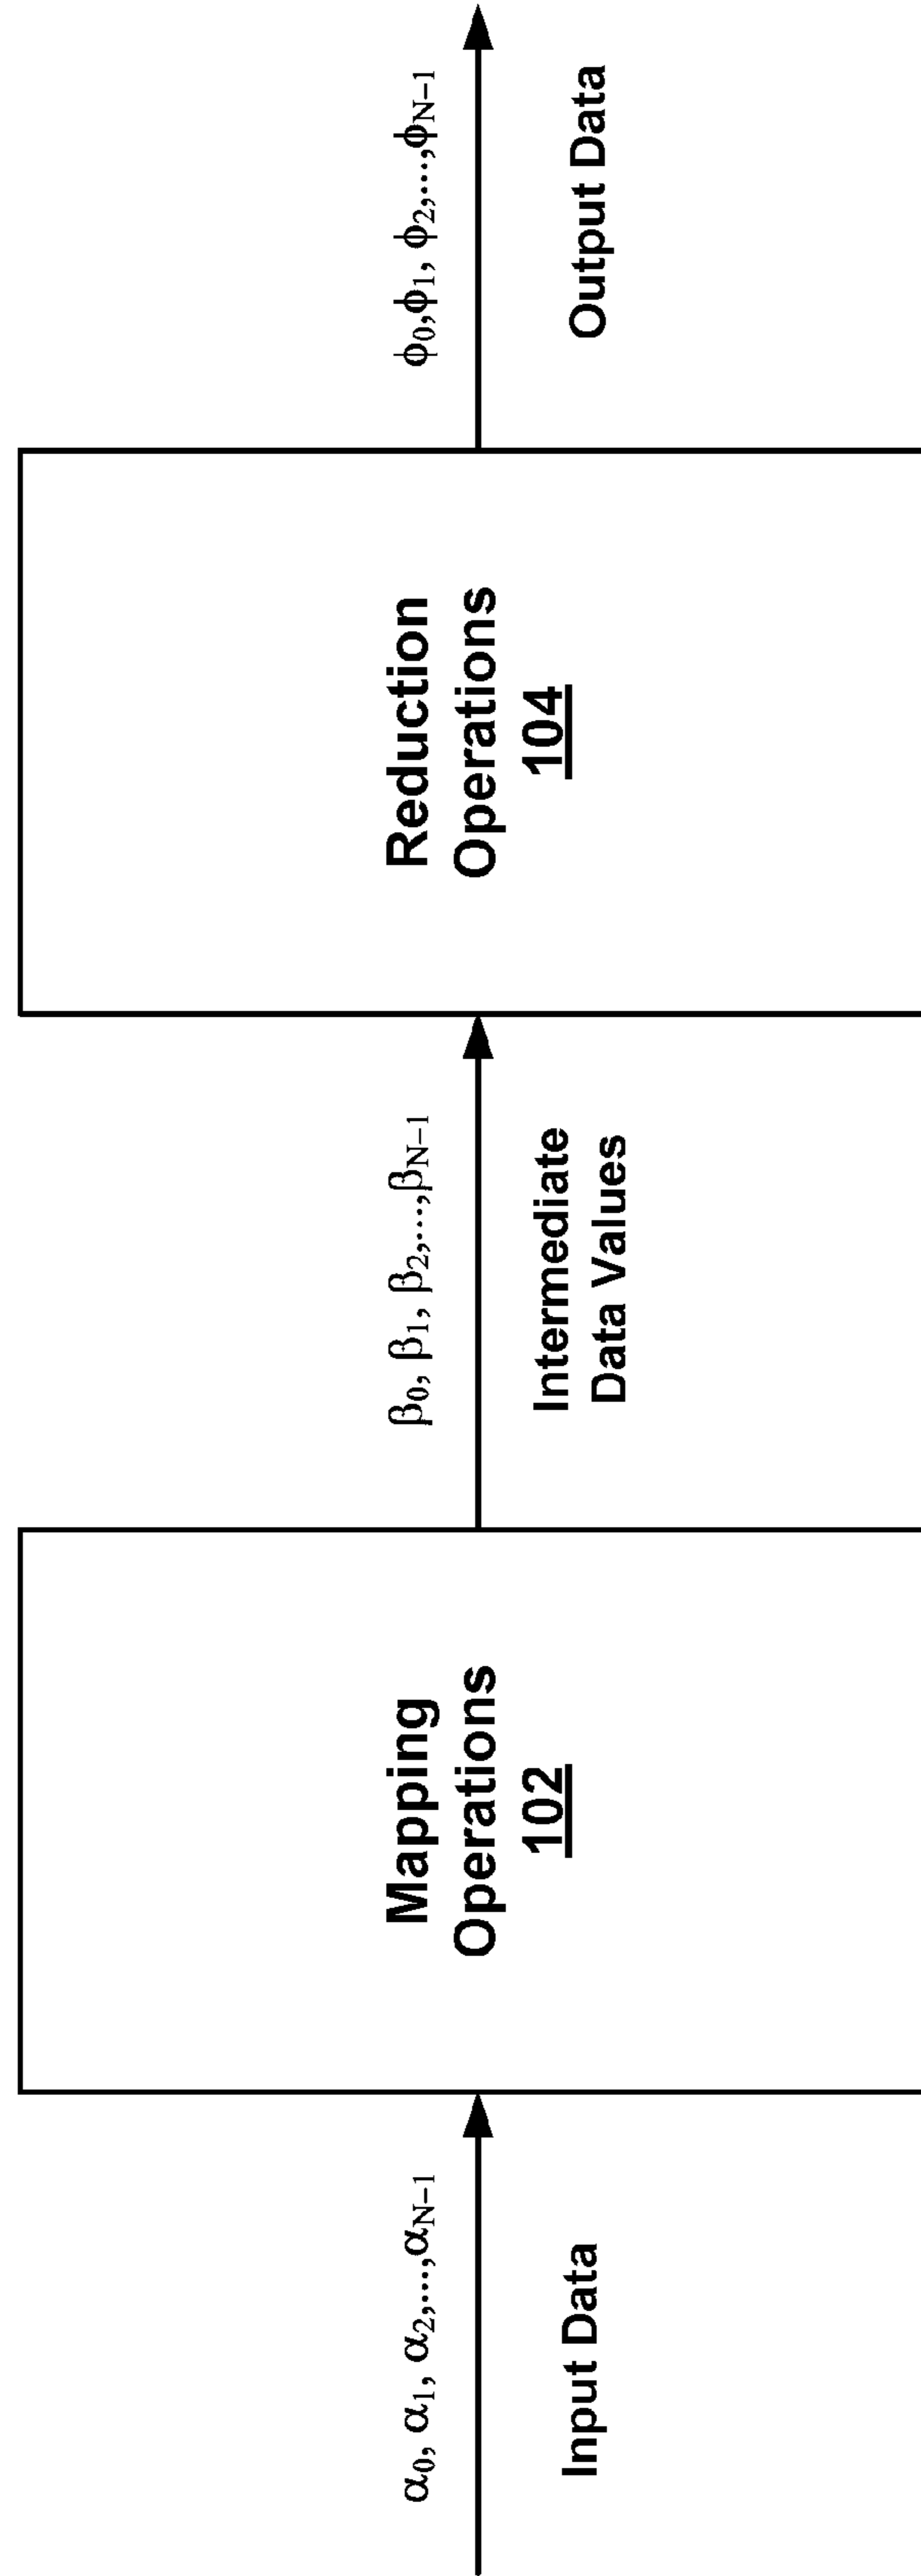 α0, α1, α2,...,αN−1
Input Data
Mapping
Operations
102
β0, β1, β2,...,βN−1
Intermediate
Data Values
Reduction
Operations
104
ϕ0,ϕ1, ϕ2,...,ϕN−1
Output Data